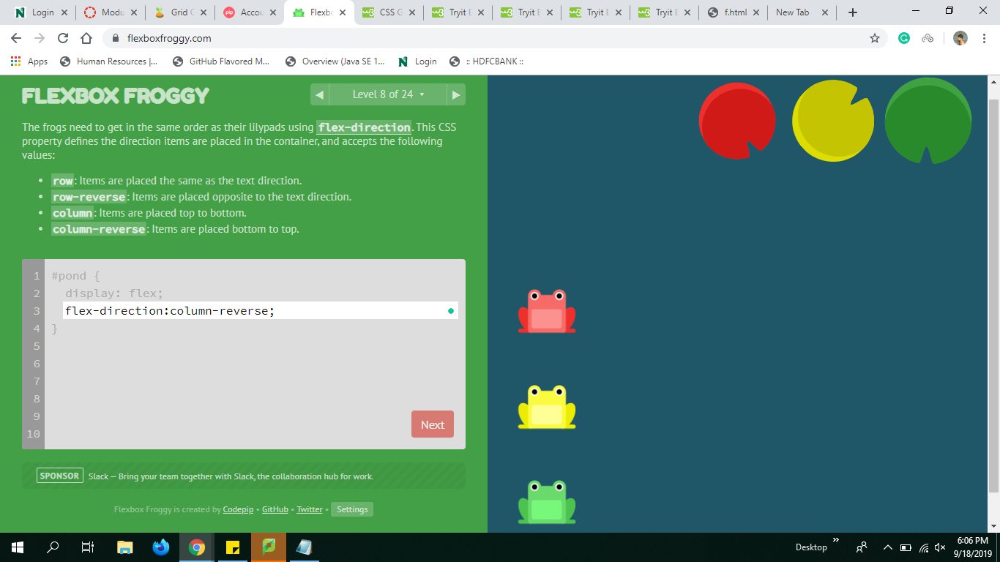 Login
Modu
Grid C
pip
Accou
Flexbo
CSS G
Tryit E
Tryit E
Tryit E
Tryit E
f.html
New Tab
flexboxfroggy.com
Apps
Human Resources |...
GitHub Flavored M...
Overview (Java SE 1...
N
Login
:: HDFCBANK ::
FLEXBOX FROGGY
◀ Level 8 of 24 ▾ ▶
The frogs need to get in the same order as their lilypads using flex-direction. This CSS
property defines the direction items are placed in the container, and accepts the following
values:
• row: Items are placed the same as the text direction.
• row-reverse: Items are placed opposite to the text direction.
• column: Items are placed top to bottom.
• column-reverse: Items are placed bottom to top.
1 #pond {
2 display: flex;
3 flex-direction:column-reverse;
4 }
5
6
7
8
9
10
Next
SPONSOR Slack — Bring your team together with Slack, the collaboration hub for work.
Flexbox Froggy is created by Codepip • GitHub • Twitter • Settings
Desktop
6:06 PM
9/18/2019